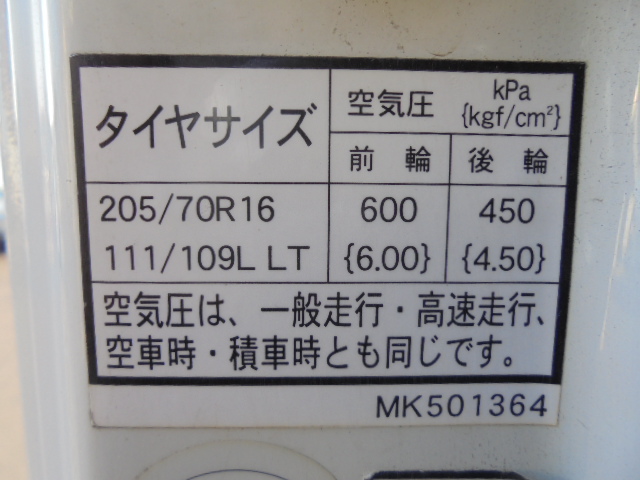 タイヤサイズ 空気圧 kPa {kgf/cm²}
前輪 後輪
205/70R16 600 450
111/109L LT {6.00} {4.50}
空気圧は、一般走行・高速走行、
空車時・積車時とも同じです。
MK501364